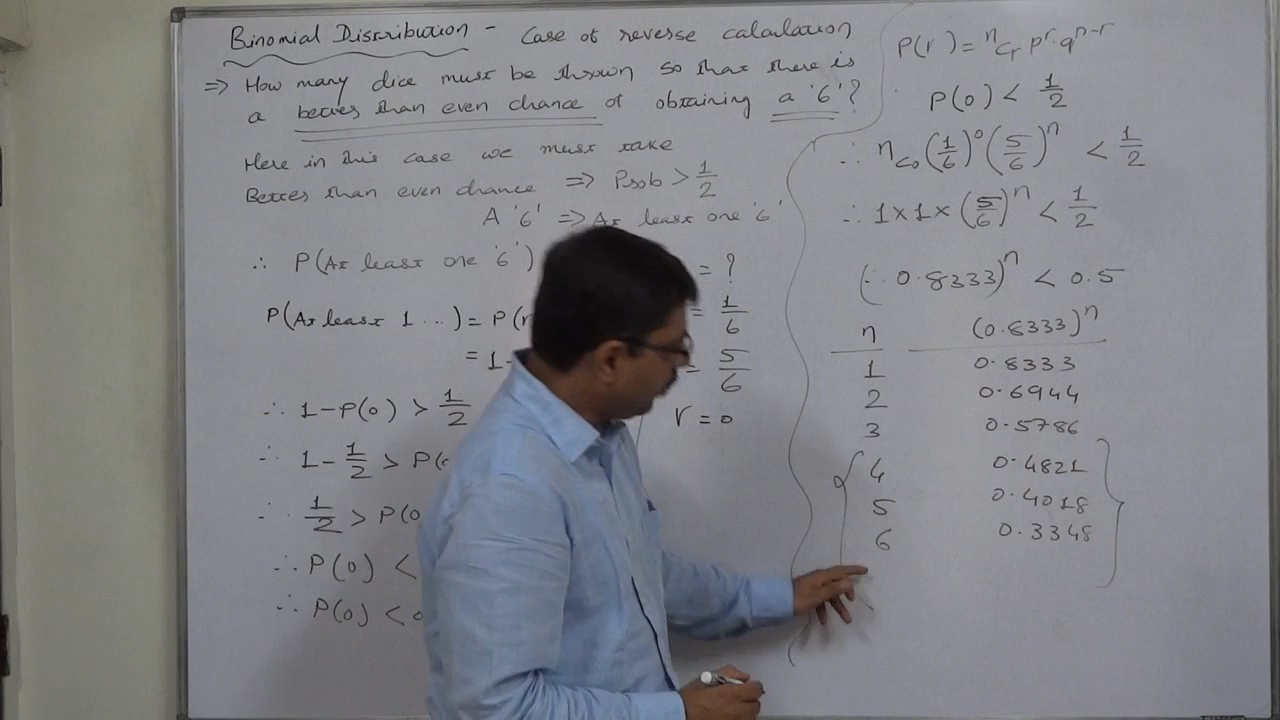 Binomial Distribution - Case of reverse calculation
⇒ How many dice must be thrown so that there is
a better than even chance of obtaining a '6'?
Here in this case we must take
Better than even chance ⇒ Prob > 1/2
A '6' ⇒ At least one '6'
∴ P(At least one '6') = ?
P(At least 1 ...) = P(r = 1/6
= 1- = 5/6
∴ 1-P(0) > 1/2 r = 0
∴ 1 - 1/2 > P(
∴ 1/2 > P(0
∴ P(0) <
∴ P(0) < 0
P(r) = ⁿCᵣ pʳ·qⁿ⁻ʳ
P(0) < 1/2
∴ ⁿC₀ (1/6)⁰ (5/6)ⁿ < 1/2
∴ 1×1×(5/6)ⁿ < 1/2
(∴ 0.8333)ⁿ < 0.5
n (0.8333)ⁿ
1 0.8333
2 0.6944
3 0.5786
4 0.4821
5 0.4018
6 0.3348